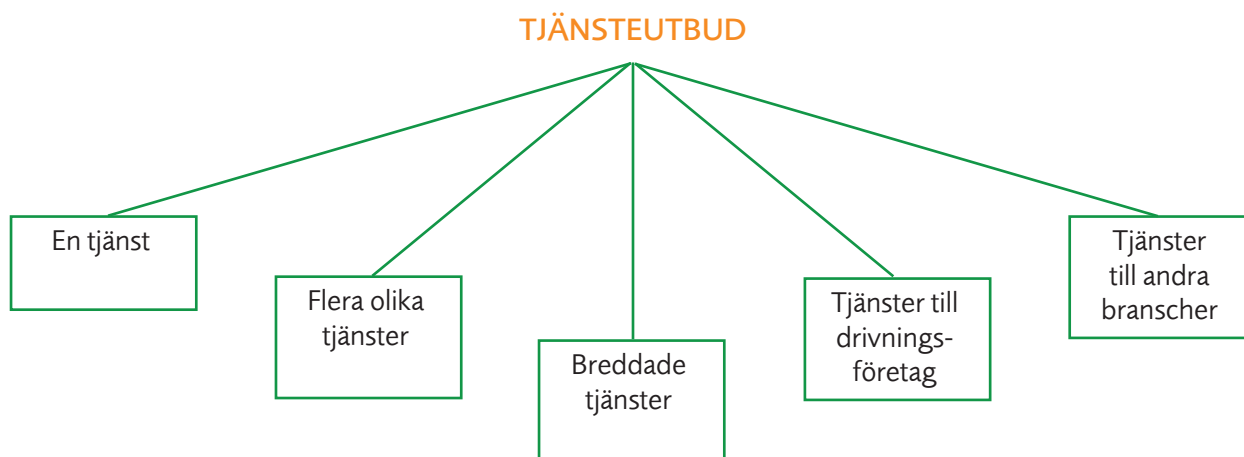 TJÄNSTEUTBUD
En tjänst
Flera olika
tjänster
Breddade
tjänster
Tjänster till
drivnings-
företag
Tjänster
till andra
branscher